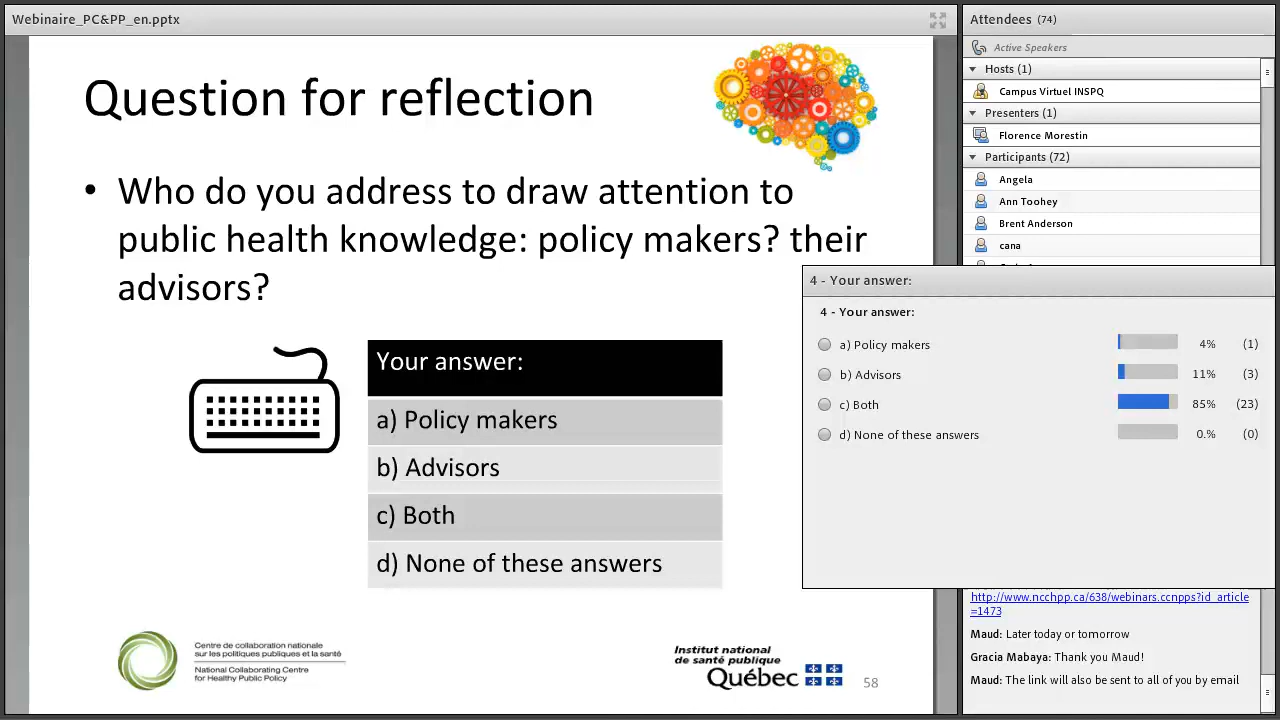 Webinaire_PC&PP_en.pptx
Question for reflection
• Who do you address to draw attention to
public health knowledge: policy makers? their
advisors?
Your answer:
a) Policy makers
b) Advisors
c) Both
d) None of these answers
Centre de collaboration nationale
sur les politiques publiques et la santé
National Collaborating Centre
for Healthy Public Policy
Institut national
de santé publique
Québec
58
Attendees (74)
Active Speakers
Hosts (1)
Campus Virtuel INSPQ
Presenters (1)
Florence Morestin
Participants (72)
Angela
Ann Toohey
Brent Anderson
cana
4 - Your answer:
4 - Your answer:
a) Policy makers 4% (1)
b) Advisors 11% (3)
c) Both 85% (23)
d) None of these answers 0.% (0)
http://www.ncchpp.ca/638/webinars.ccnpps?id_article
=1473
Maud: Later today or tomorrow
Gracia Mabaya: Thank you Maud!
Maud: The link will also be sent to all of you by email